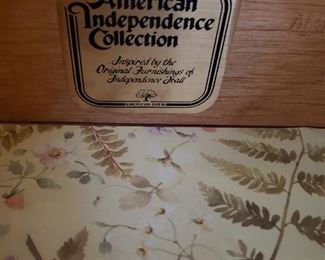 American
Independence
Collection
Inspired by the
Original Furnishings of
Independence Hall
AMERICAN DREW